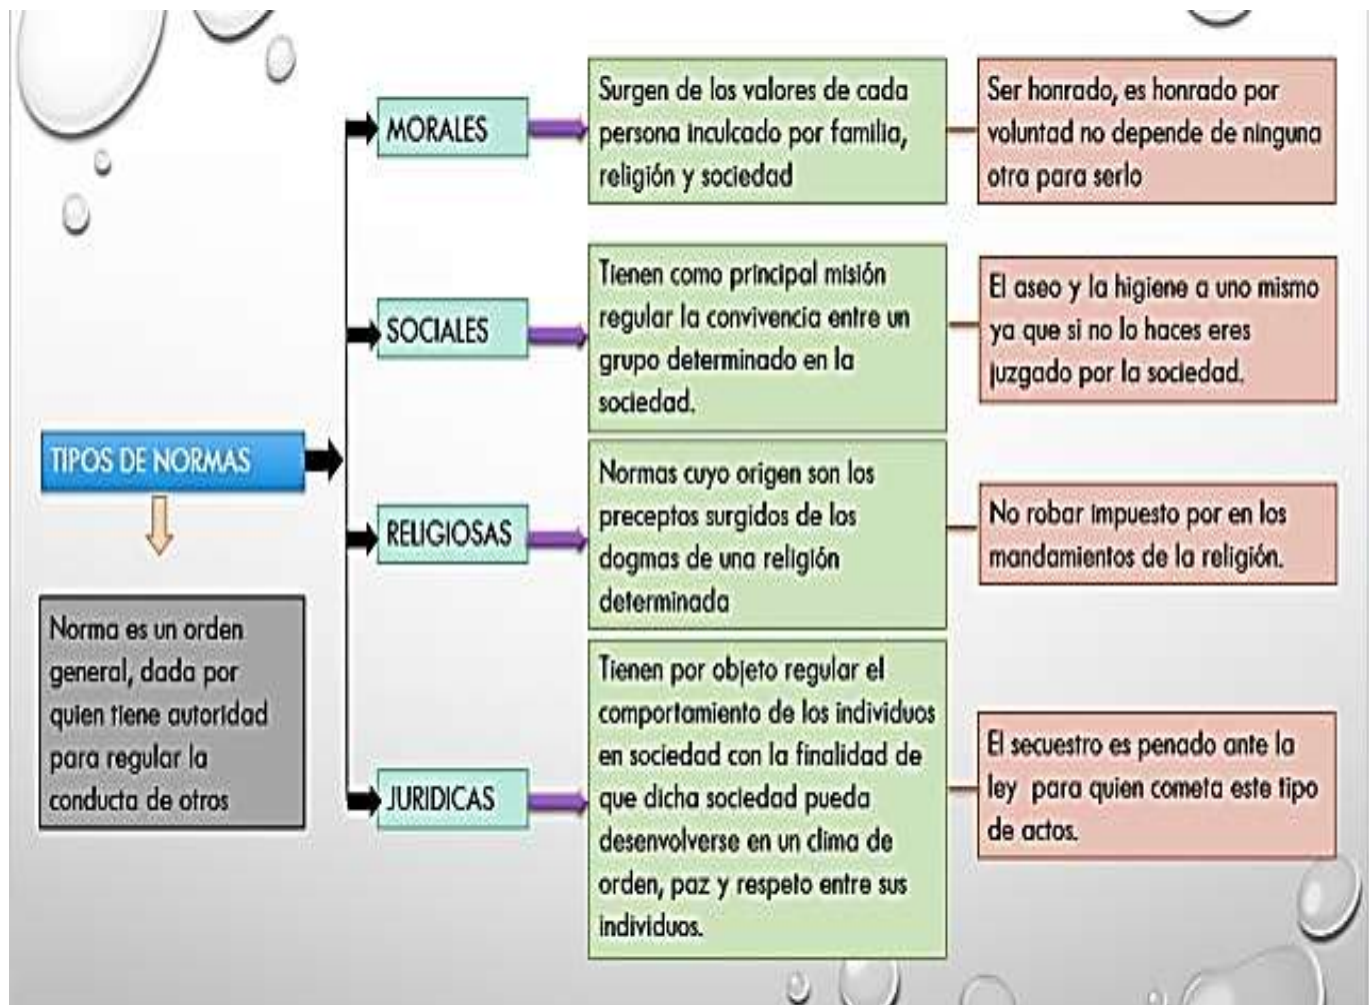 TIPOS DE NORMAS
Norma es un orden
general, dada por
quien tiene autoridad
para regular la
conducta de otros
MORALES
Surgen de los valores de cada
persona inculcado por familia,
religión y sociedad
Ser honrado, es honrado por
voluntad no depende de ninguna
otra para serlo
SOCIALES
Tienen como principal misión
regular la convivencia entre un
grupo determinado en la
sociedad.
El aseo y la higiene a uno mismo
ya que si no lo haces eres
juzgado por la sociedad.
RELIGIOSAS
Normas cuyo origen son los
preceptos surgidos de los
dogmas de una religión
determinada
No robar impuesto por en los
mandamientos de la religión.
JURIDICAS
Tienen por objeto regular el
comportamiento de los individuos
en sociedad con la finalidad de
que dicha sociedad pueda
desenvolverse en un clima de
orden, paz y respeto entre sus
individuos.
El secuestro es penado ante la
ley para quien cometa este tipo
de actos.